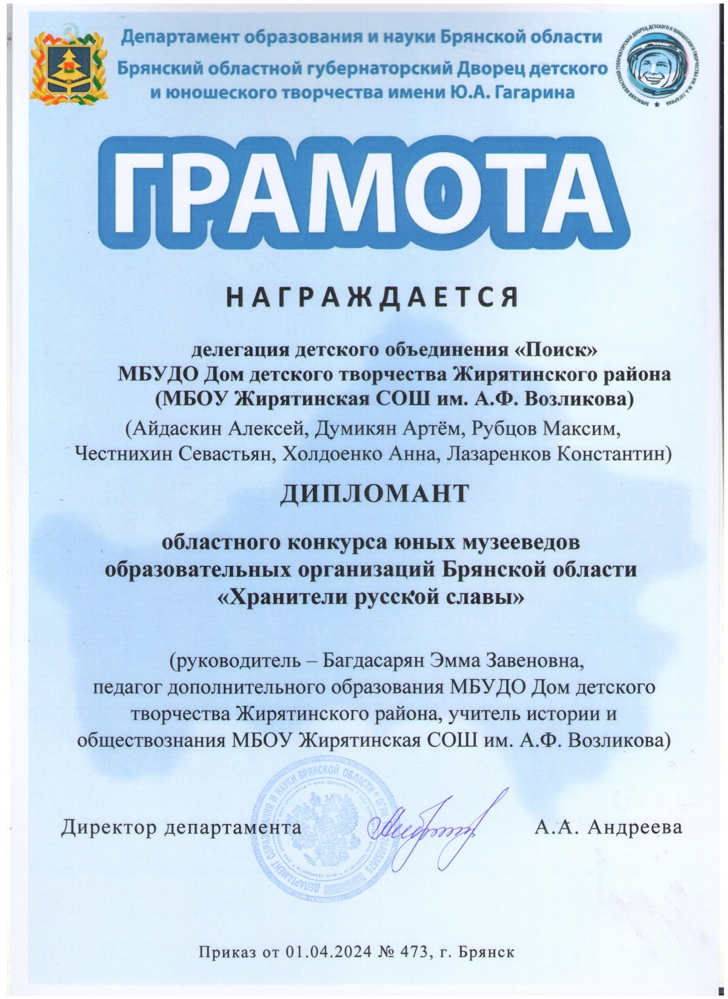 Департамент образования и науки Брянской области
Брянский областной губернаторский Дворец детского
и юношеского творчества имени Ю.А. Гагарина
БРЯНСКИЙ ОБЛАСТНОЙ ГУБЕРНАТОРСКИЙ ДВОРЕЦ ДЕТСКОГО И ЮНОШЕСКОГО ТВОРЧЕСТВА ИМ. Ю.А. ГАГАРИНА
ГРАМОТА
НАГРАЖДАЕТСЯ
делегация детского объединения «Поиск»
МБУДО Дом детского творчества Жирятинского района
(МБОУ Жирятинская СОШ им. А.Ф. Возликова)
(Айдаскин Алексей, Думикян Артём, Рубцов Максим,
Честнихин Севастьян, Холдоенко Анна, Лазаренков Константин)
ДИПЛОМАНТ
областного конкурса юных музееведов
образовательных организаций Брянской области
«Хранители русской славы»
(руководитель – Багдасарян Эмма Завеновна,
педагог дополнительного образования МБУДО Дом детского
творчества Жирятинского района, учитель истории и
обществознания МБОУ Жирятинская СОШ им. А.Ф. Возликова)
ДЕПАРТАМЕНТ ОБРАЗОВАНИЯ И НАУКИ БРЯНСКОЙ ОБЛАСТИ * ОГРН
Директор департамента
А.А. Андреева
Приказ от 01.04.2024 № 473, г. Брянск